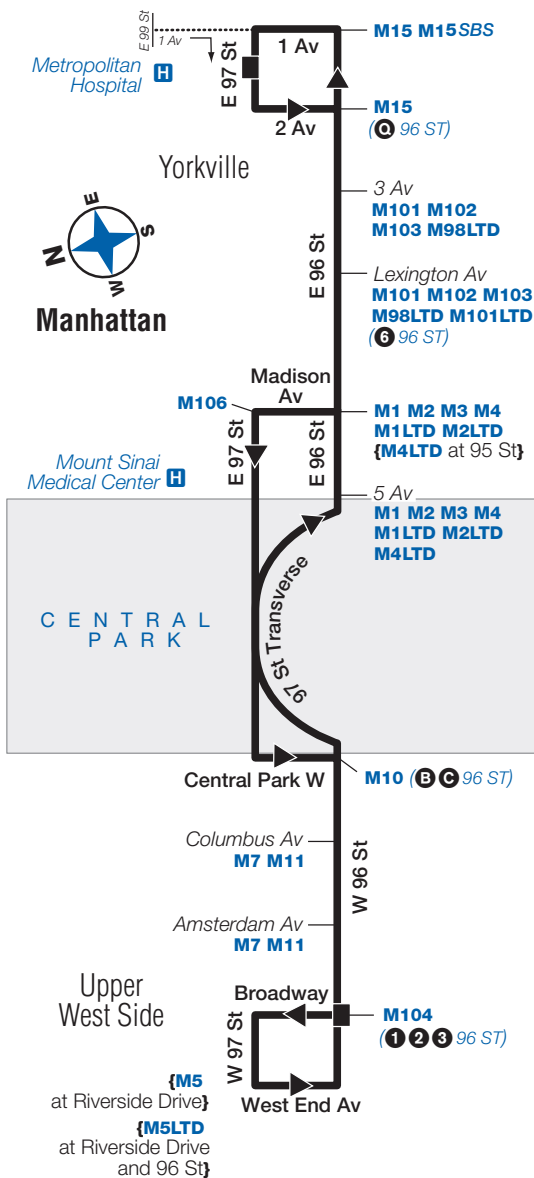 E 99 St
1 Av
M15 M15SBS
1 Av
E 97 St
Metropolitan
Hospital H
2 Av
M15
(Q 96 ST)
Yorkville
3 Av
M101 M102
M103 M98LTD
E
S
N
W
Manhattan
E 96 St
Lexington Av
M101 M102 M103
M98LTD M101LTD
(6 96 ST)
Madison
Av
M106
M1 M2 M3 M4
M1LTD M2LTD
{M4LTD at 95 St}
E 97 St
E 96 St
Mount Sinai
Medical Center H
5 Av
M1 M2 M3 M4
M1LTD M2LTD
M4LTD
CENTRAL
PARK
97 St Transverse
Central Park W
M10 (B C 96 ST)
Columbus Av
M7 M11
W 96 St
Amsterdam Av
M7 M11
Upper
West Side
Broadway
M104
(1 2 3 96 ST)
W 97 St
West End Av
{M5
at Riverside Drive}
{M5LTD
at Riverside Drive
and 96 St}